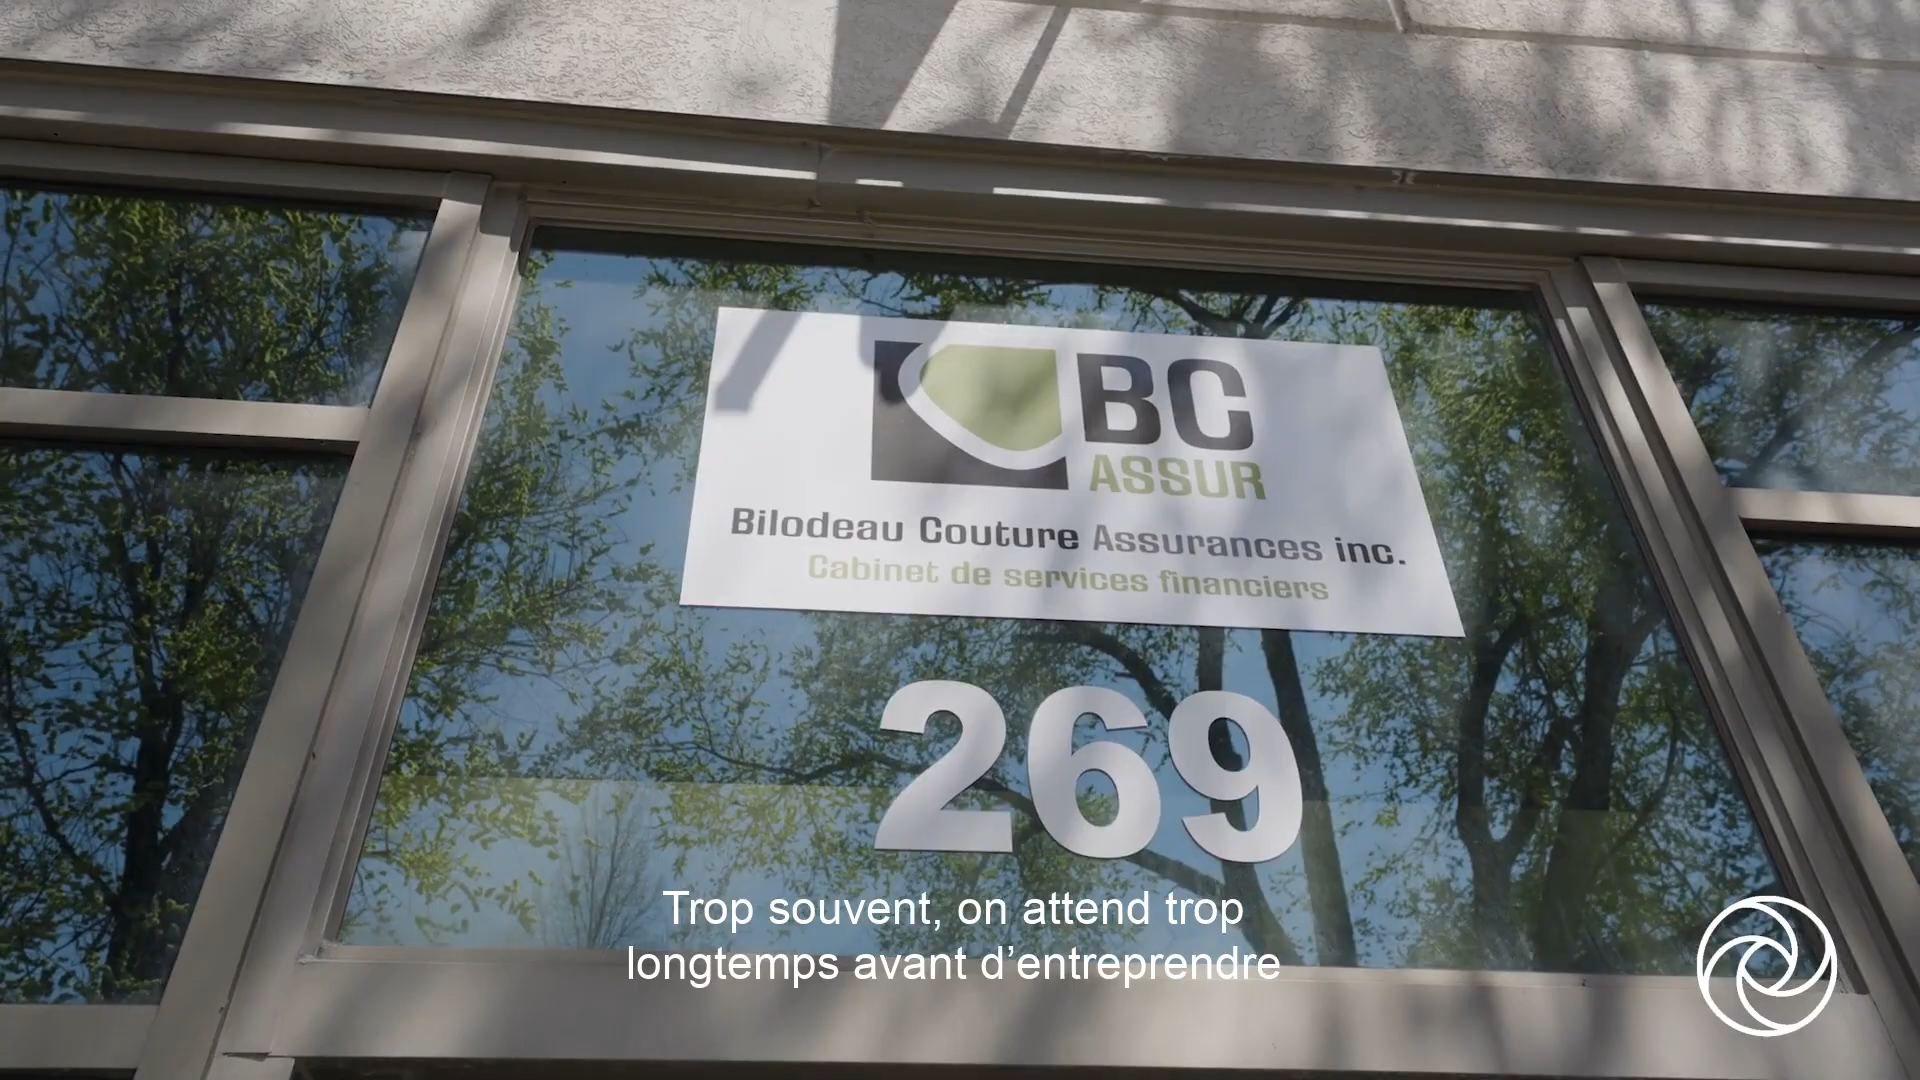 BC
ASSUR
Bilodeau Couture Assurances inc.
Cabinet de services financiers
269
Trop souvent, on attend trop
longtemps avant d’entreprendre